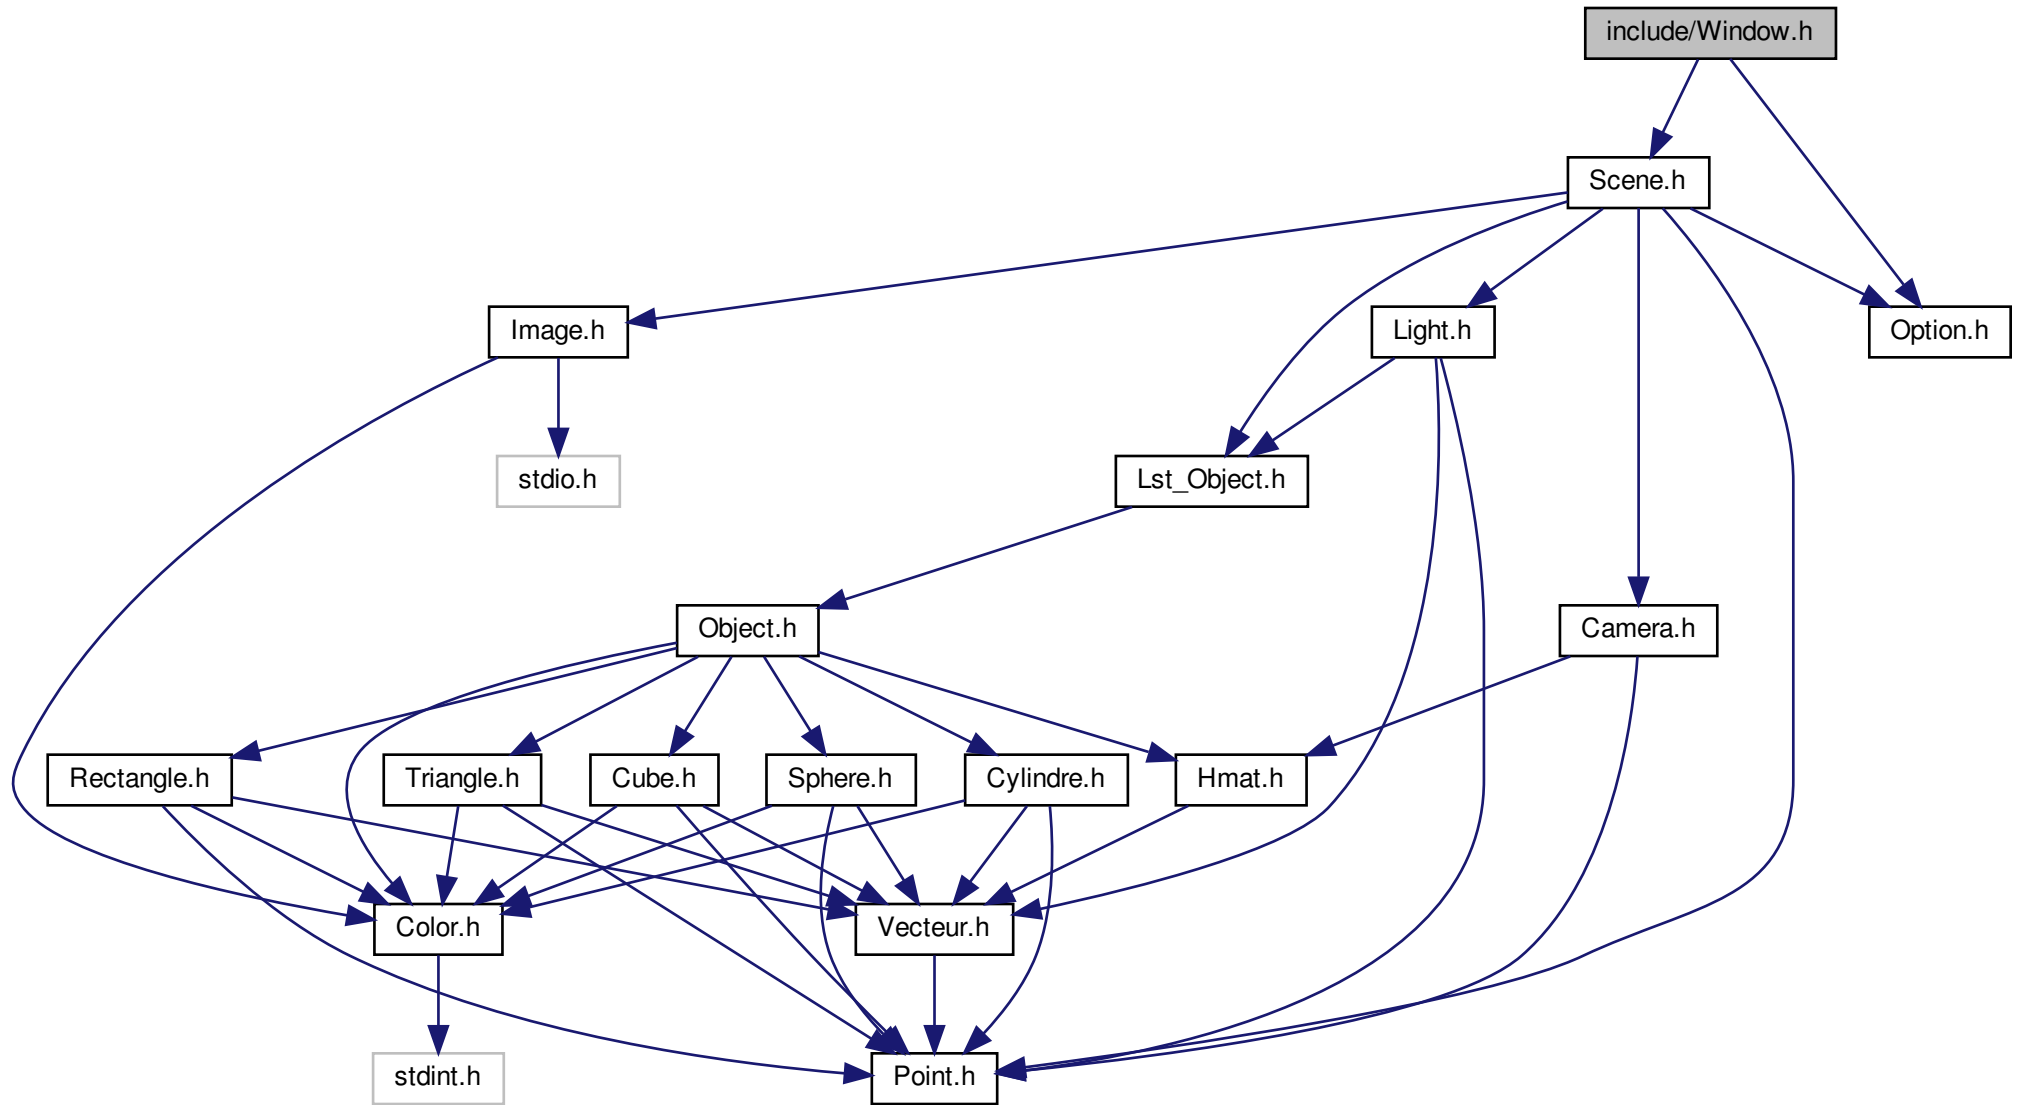 include/Window.h
Scene.h
Image.h
Light.h
Option.h
stdio.h
Lst_Object.h
Object.h
Camera.h
Rectangle.h
Triangle.h
Cube.h
Sphere.h
Cylindre.h
Hmat.h
Color.h
Vecteur.h
stdint.h
Point.h